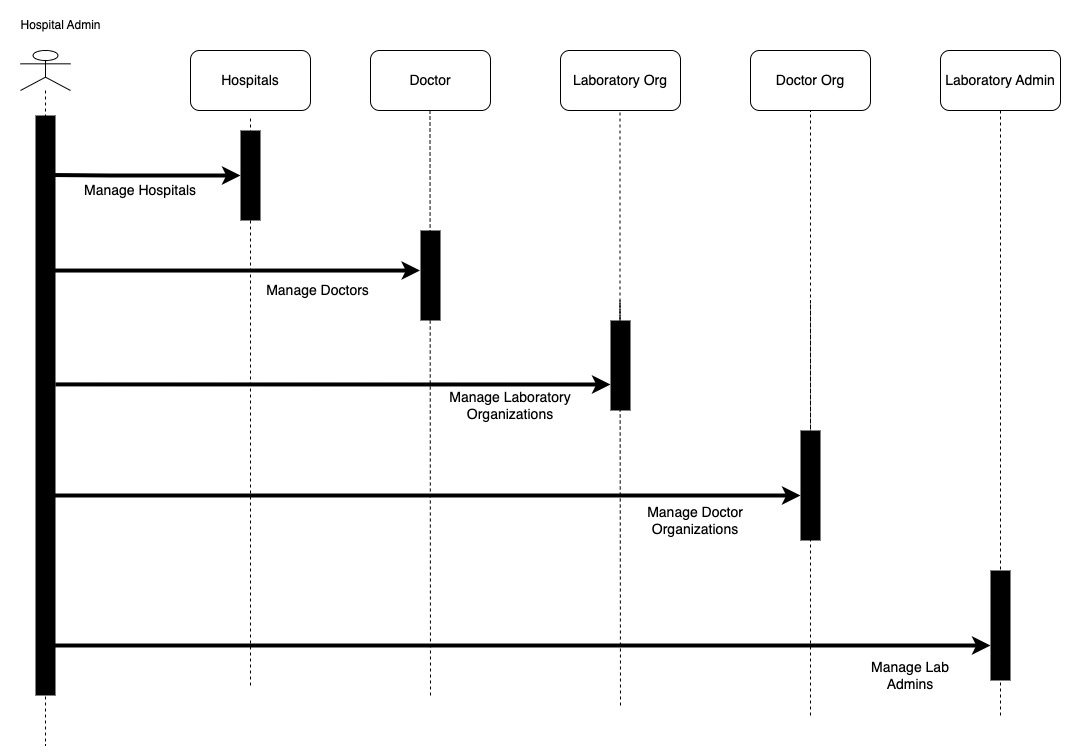 Hospital Admin
Hospitals
Doctor
Laboratory Org
Doctor Org
Laboratory Admin
Manage Hospitals
Manage Doctors
Manage Laboratory
Organizations
Manage Doctor
Organizations
Manage Lab
Admins